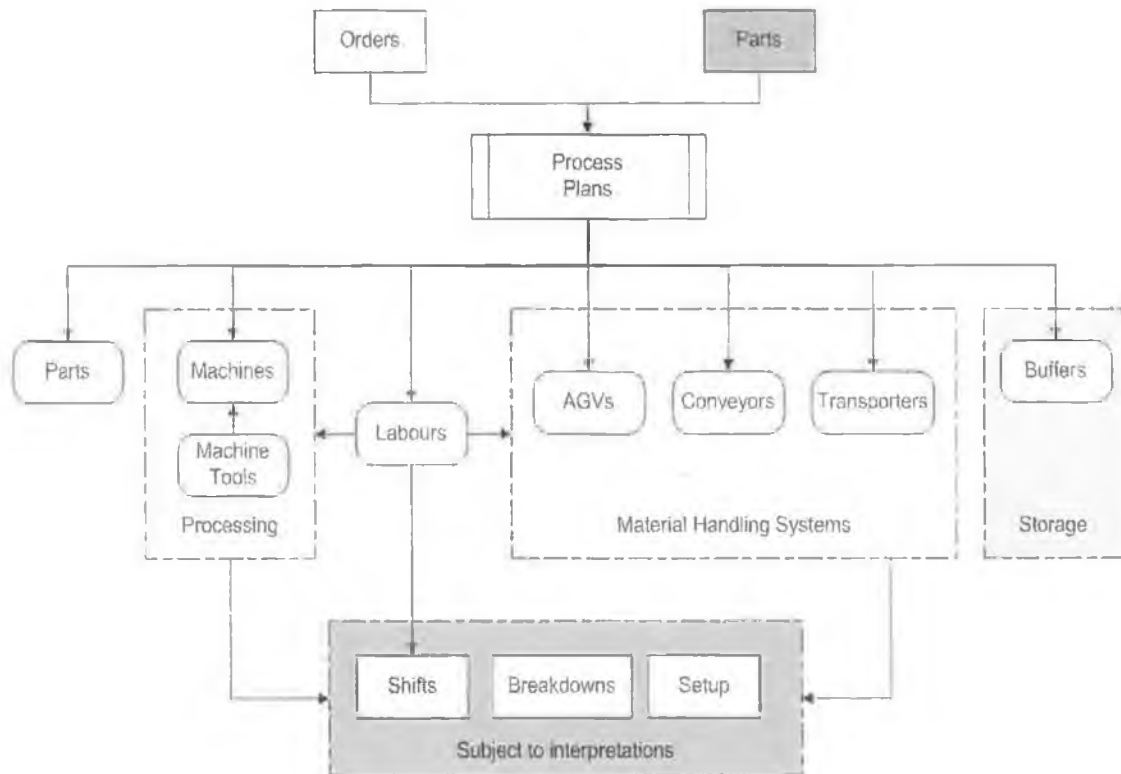 Orders
Parts
Process
Plans
Parts
Machines
Machine
Tools
Processing
Labours
AGVs
Conveyors
Transporters
Material Handling Systems
Buffers
Storage
Shifts
Breakdowns
Setup
Subject to interpretations